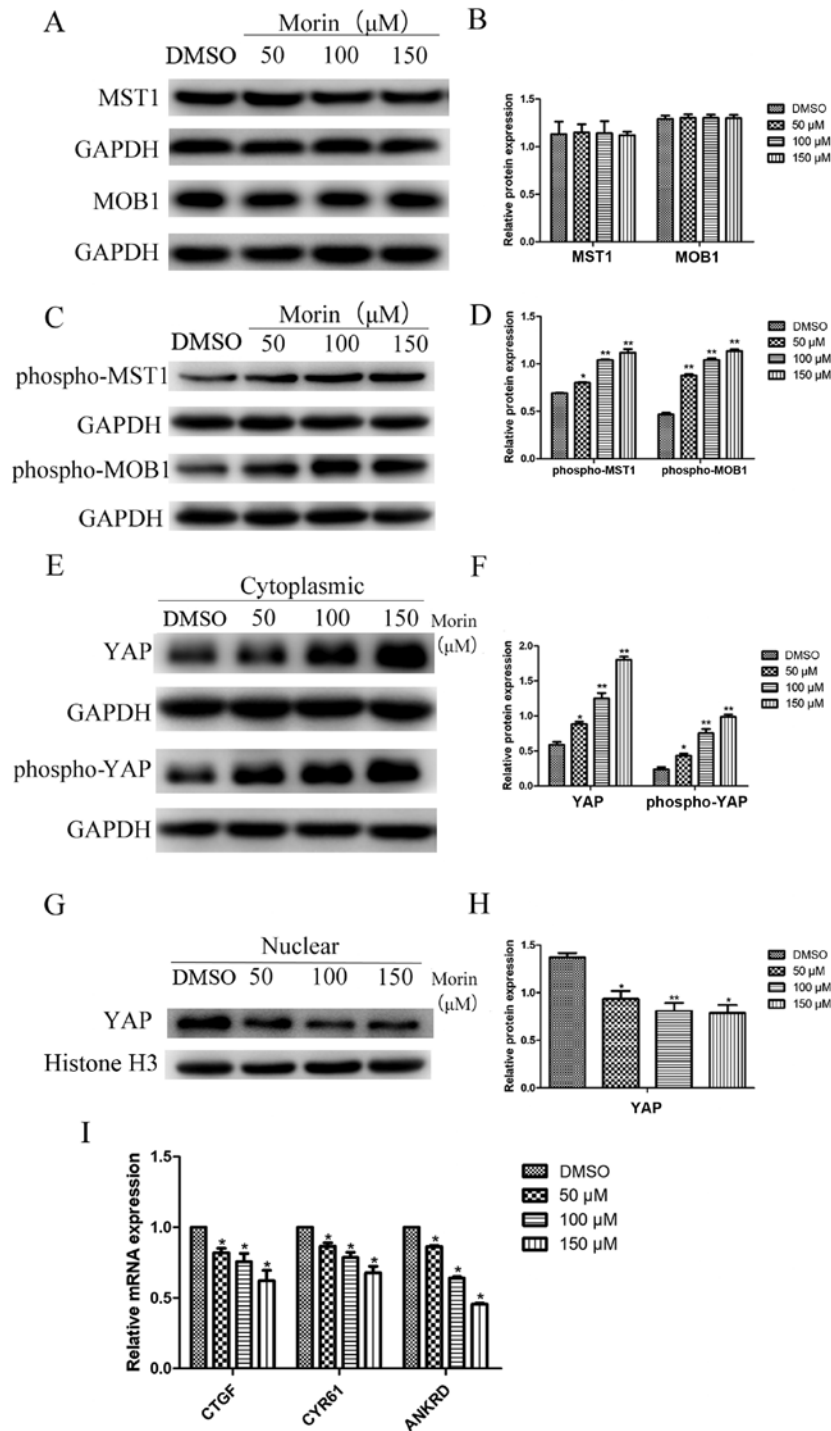 A
Morin (μM)
DMSO 50 100 150
MST1
GAPDH
MOB1
GAPDH
B
Relative protein expression
1.5
1.0
0.5
0.0
MST1 MOB1
DMSO
50 μM
100 μM
150 μM
C
Morin (μM)
DMSO 50 100 150
phospho-MST1
GAPDH
phospho-MOB1
GAPDH
D
Relative protein expression
1.5
1.0
0.5
0.0
* ** ** ** ** **
phospho-MST1 phospho-MOB1
DMSO
50 μM
100 μM
150 μM
E
Cytoplasmic
DMSO 50 100 150 Morin (μM)
YAP
GAPDH
phospho-YAP
GAPDH
F
Relative protein expression
2.0
1.5
1.0
0.5
0.0
* ** ** * ** **
YAP phospho-YAP
DMSO
50 μM
100 μM
150 μM
G
Nuclear
DMSO 50 100 150 Morin (μM)
YAP
Histone H3
H
Relative protein expression
1.5
1.0
0.5
0.0
* ** *
YAP
DMSO
50 μM
100 μM
150 μM
I
Relative mRNA expression
1.5
1.0
0.5
0.0
* * * * * * * * *
CTGF CYR61 ANKRD
DMSO
50 μM
100 μM
150 μM